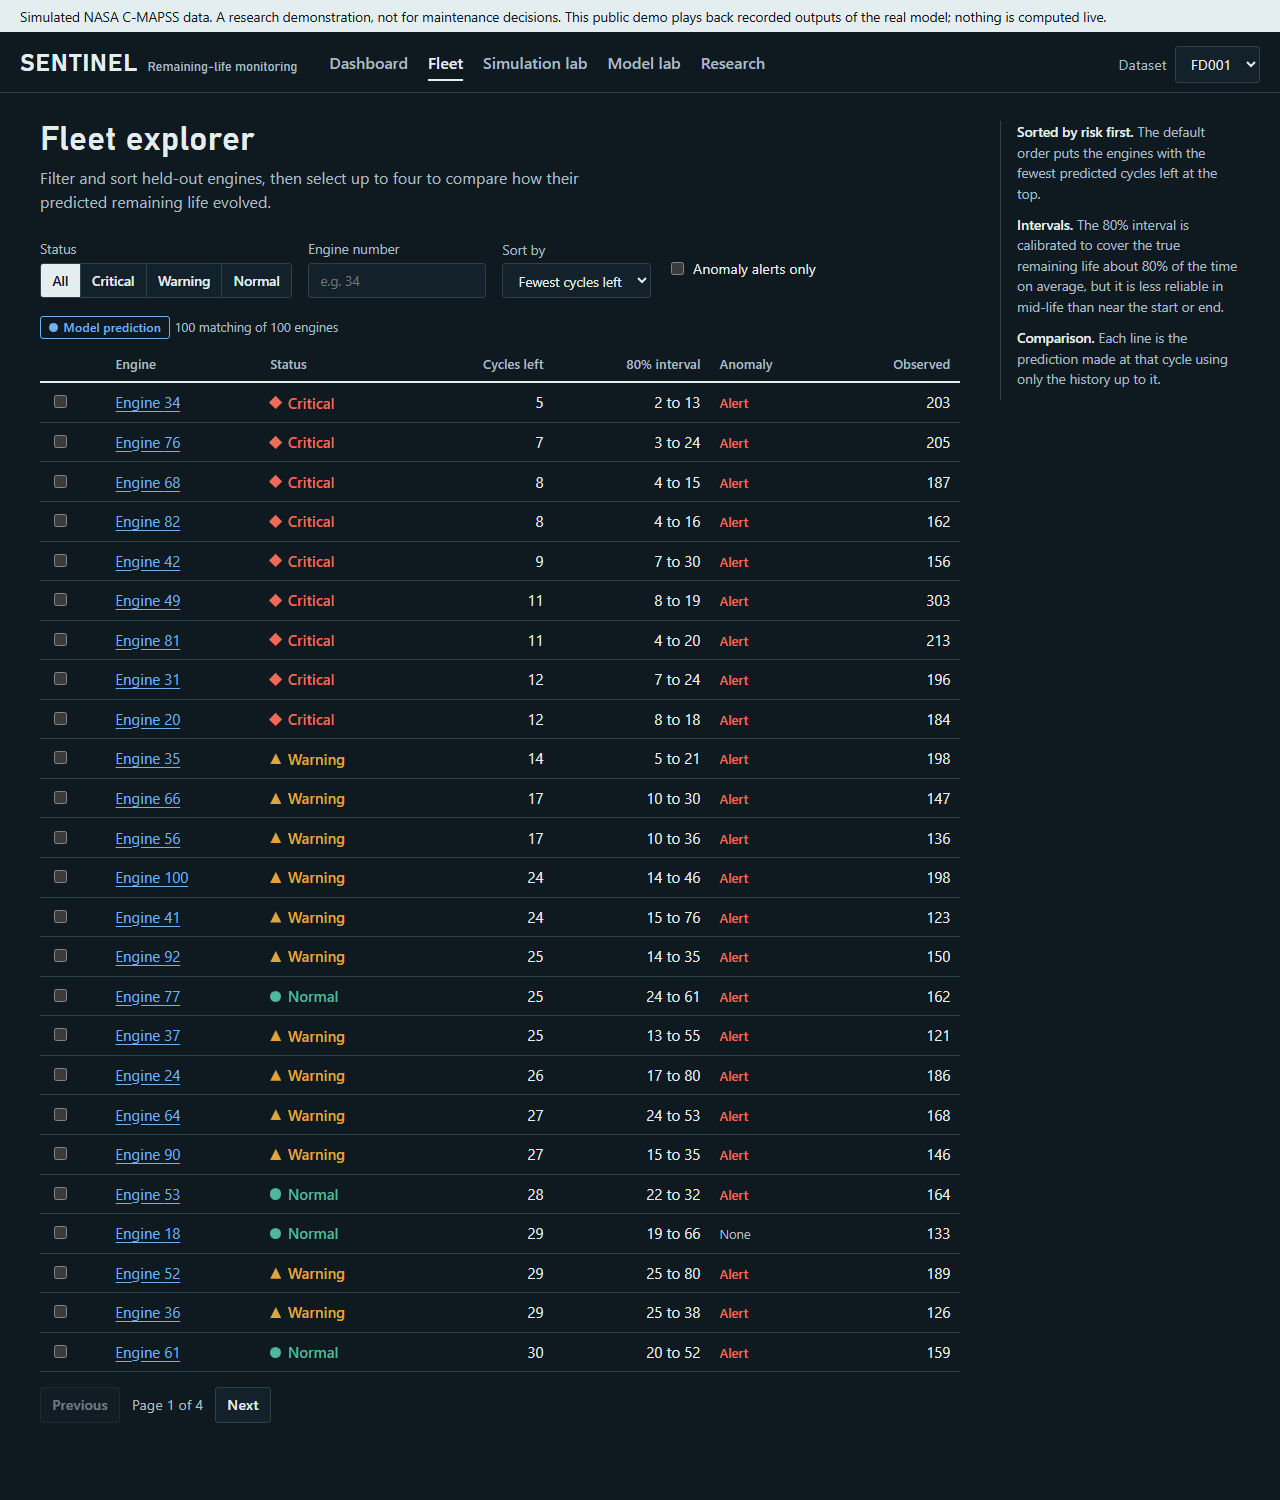 Simulated NASA C-MAPSS data. A research demonstration, not for maintenance decisions. This public demo plays back recorded outputs of the real model; nothing is computed live.
SENTINEL Remaining-life monitoring Dashboard Fleet Simulation lab Model lab Research Dataset FD001
Fleet explorer
Filter and sort held-out engines, then select up to four to compare how their
predicted remaining life evolved.
Status Engine number Sort by
All Critical Warning Normal e.g. 34 Fewest cycles left Anomaly alerts only
Model prediction 100 matching of 100 engines
Engine Status Cycles left 80% interval Anomaly Observed
Engine 34 Critical 5 2 to 13 Alert 203
Engine 76 Critical 7 3 to 24 Alert 205
Engine 68 Critical 8 4 to 15 Alert 187
Engine 82 Critical 8 4 to 16 Alert 162
Engine 42 Critical 9 7 to 30 Alert 156
Engine 49 Critical 11 8 to 19 Alert 303
Engine 81 Critical 11 4 to 20 Alert 213
Engine 31 Critical 12 7 to 24 Alert 196
Engine 20 Critical 12 8 to 18 Alert 184
Engine 35 Warning 14 5 to 21 Alert 198
Engine 66 Warning 17 10 to 30 Alert 147
Engine 56 Warning 17 10 to 36 Alert 136
Engine 100 Warning 24 14 to 46 Alert 198
Engine 41 Warning 24 15 to 76 Alert 123
Engine 92 Warning 25 14 to 35 Alert 150
Engine 77 Normal 25 24 to 61 Alert 162
Engine 37 Warning 25 13 to 55 Alert 121
Engine 24 Warning 26 17 to 80 Alert 186
Engine 64 Warning 27 24 to 53 Alert 168
Engine 90 Warning 27 15 to 35 Alert 146
Engine 53 Normal 28 22 to 32 Alert 164
Engine 18 Normal 29 19 to 66 None 133
Engine 52 Warning 29 25 to 80 Alert 189
Engine 36 Warning 29 25 to 38 Alert 126
Engine 61 Normal 30 20 to 52 Alert 159
Previous Page 1 of 4 Next
Sorted by risk first. The default
order puts the engines with the
fewest predicted cycles left at the
top.
Intervals. The 80% interval is
calibrated to cover the true
remaining life about 80% of the time
on average, but it is less reliable in
mid-life than near the start or end.
Comparison. Each line is the
prediction made at that cycle using
only the history up to it.